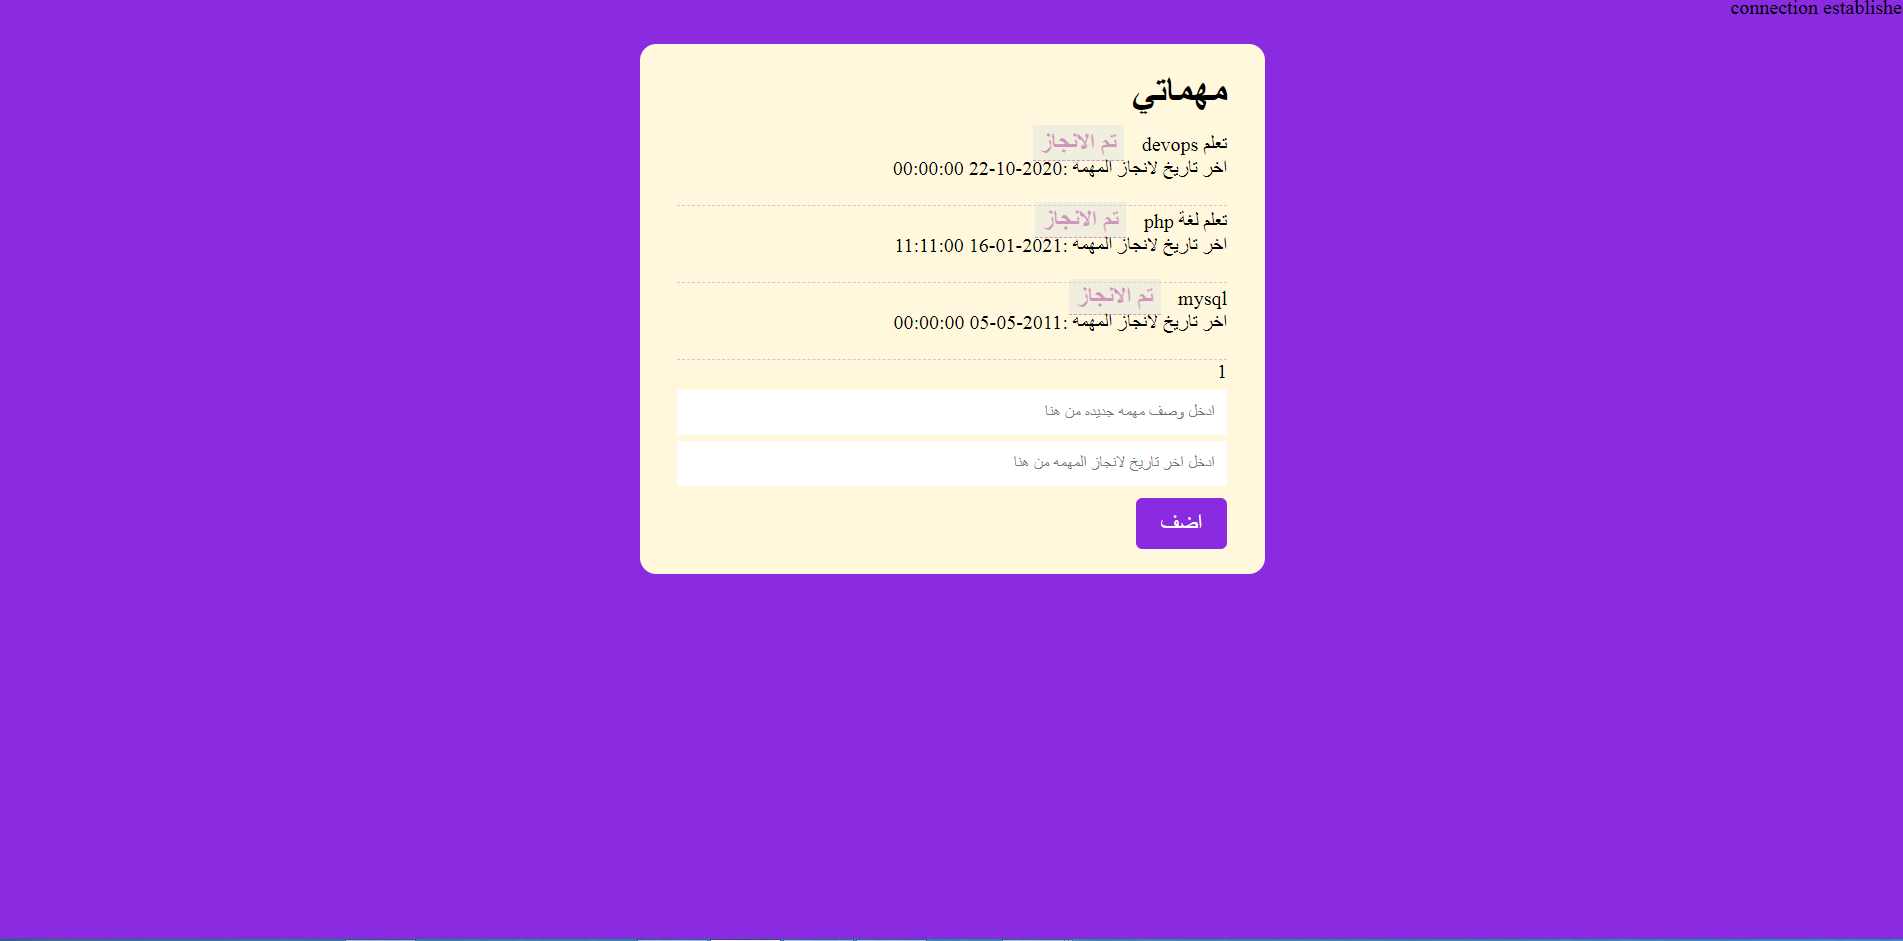 connection establishe
مهماتي
تعلم devops تم الانجاز
اخر تاريخ لانجاز المهمه :2020-10-22 00:00:00
تعلم لغة php تم الانجاز
اخر تاريخ لانجاز المهمه :2021-01-16 11:11:00
mysql تم الانجاز
اخر تاريخ لانجاز المهمه :2011-05-05 00:00:00
1
ادخل وصف مهمه جديده من هنا
ادخل اخر تاريخ لانجاز المهمه من هنا
اضف